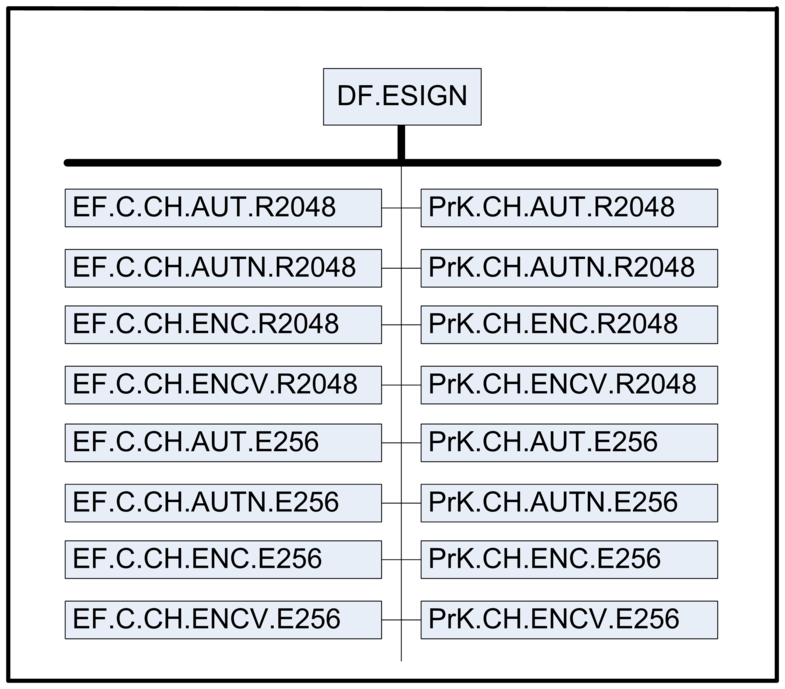 DF.ESIGN
EF.C.CH.AUT.R2048 PrK.CH.AUT.R2048
EF.C.CH.AUTN.R2048 PrK.CH.AUTN.R2048
EF.C.CH.ENC.R2048 PrK.CH.ENC.R2048
EF.C.CH.ENCV.R2048 PrK.CH.ENCV.R2048
EF.C.CH.AUT.E256 PrK.CH.AUT.E256
EF.C.CH.AUTN.E256 PrK.CH.AUTN.E256
EF.C.CH.ENC.E256 PrK.CH.ENC.E256
EF.C.CH.ENCV.E256 PrK.CH.ENCV.E256